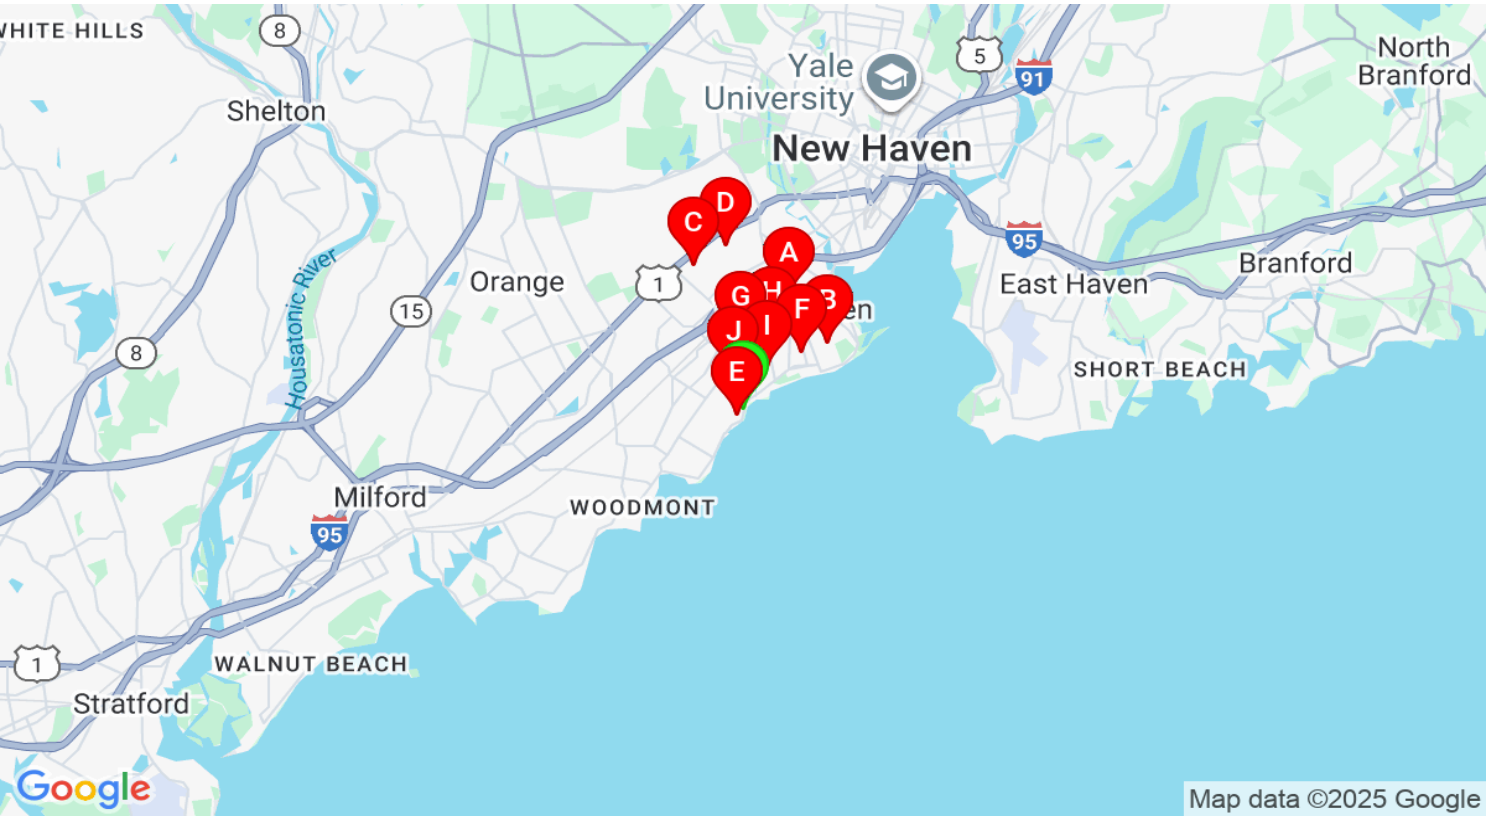 WHITE HILLS
8
Shelton
Yale
University
5
91
North
Branford
New Haven
D
C
A
95
Orange
1
15
G
H
F
B
en
East Haven
Branford
Housatonic River
8
J
I
E
SHORT BEACH
Milford
95
WOODMONT
1
WALNUT BEACH
Stratford
Google
Map data ©2025 Google